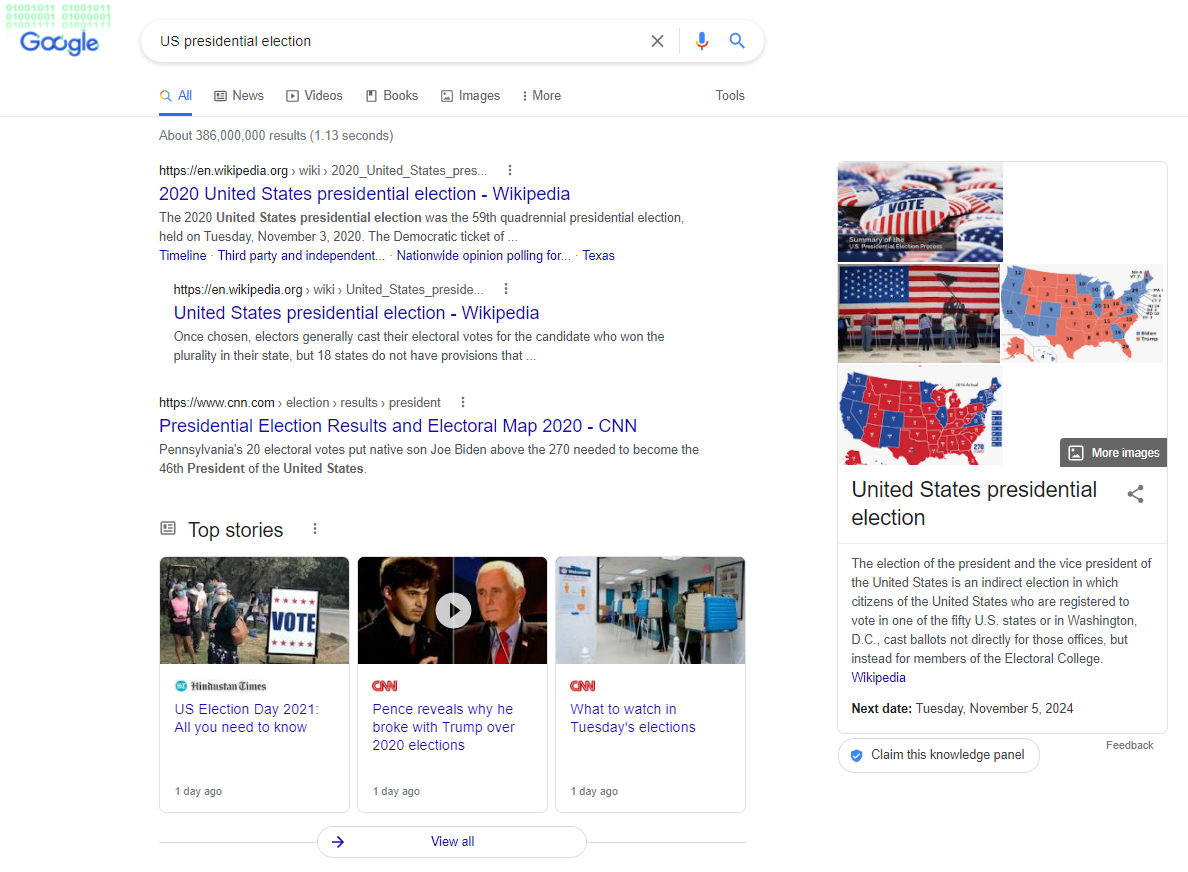 01001011 01001011
01000001 01000001
01001111 01001111
Google
US presidential election
All
News
Videos
Books
Images
More
Tools
About 386,000,000 results (1.13 seconds)
https://en.wikipedia.org › wiki › 2020_United_States_pres...
2020 United States presidential election - Wikipedia
The 2020 United States presidential election was the 59th quadrennial presidential election,
held on Tuesday, November 3, 2020. The Democratic ticket of ...
Timeline · Third party and independent... · Nationwide opinion polling for... · Texas
https://en.wikipedia.org › wiki › United_States_preside...
United States presidential election - Wikipedia
Once chosen, electors generally cast their electoral votes for the candidate who won the
plurality in their state, but 18 states do not have provisions that ...
https://www.cnn.com › election › results › president
Presidential Election Results and Electoral Map 2020 - CNN
Pennsylvania's 20 electoral votes put native son Joe Biden above the 270 needed to become the
46th President of the United States.
Top stories
VOTE
Hindustan Times
US Election Day 2021:
All you need to know
1 day ago
CNN
Pence reveals why he
broke with Trump over
2020 elections
1 day ago
CNN
What to watch in
Tuesday's elections
1 day ago
View all
I VOTE
Summary of the
U.S. Presidential Election Process
Biden
Trump
2016 Actual
270
More images
United States presidential
election
The election of the president and the vice president of
the United States is an indirect election in which
citizens of the United States who are registered to
vote in one of the fifty U.S. states or in Washington,
D.C., cast ballots not directly for those offices, but
instead for members of the Electoral College.
Wikipedia
Next date: Tuesday, November 5, 2024
Claim this knowledge panel
Feedback